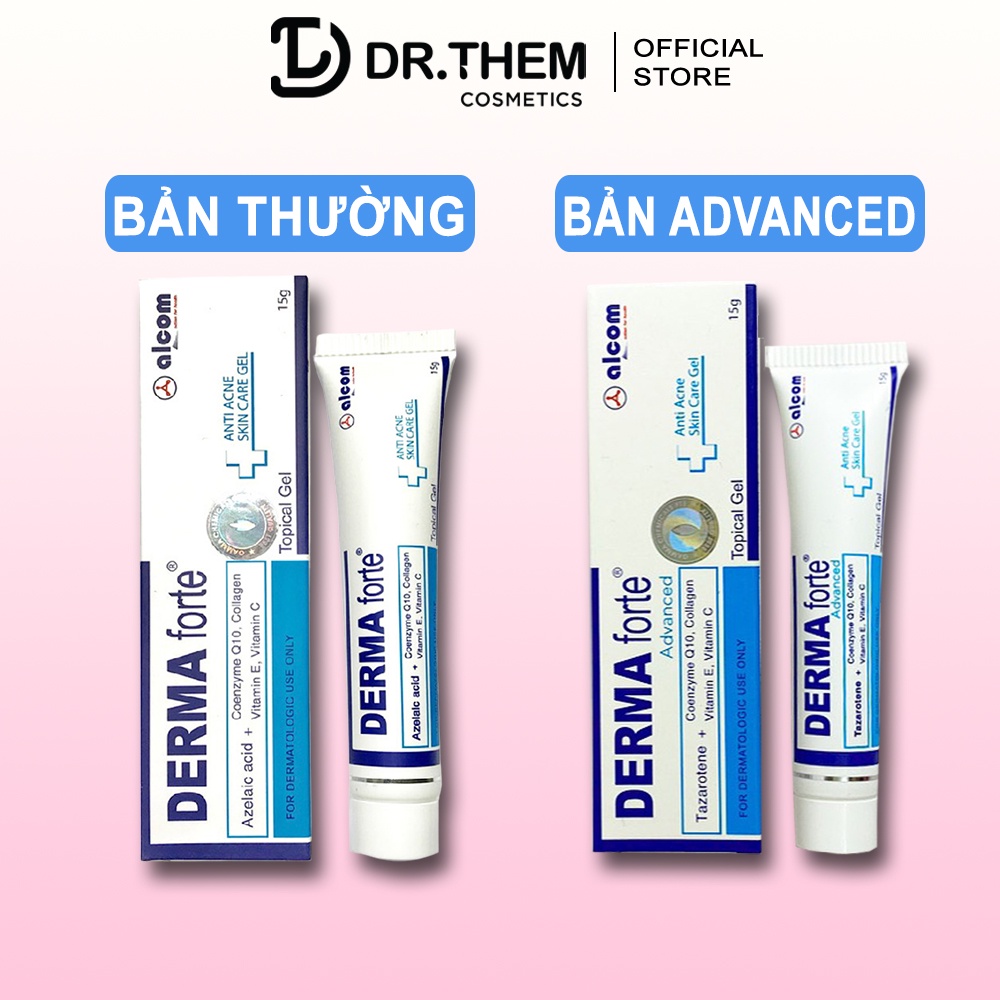 DR.THEM
COSMETICS
OFFICIAL
STORE
BẢN THƯỜNG
BẢN ADVANCED
alcom
15g
ANTI ACNE
SKIN CARE GEL
Topical Gel
DERMA forte®
Azelaic acid + Coenzyme Q10, Collagen
Vitamin E, Vitamin C
FOR DERMATOLOGIC USE ONLY
alcom
15g
ANTI ACNE
SKIN CARE GEL
Topical Gel
DERMA forte®
Azelaic acid + Coenzyme Q10, Collagen
Vitamin E, Vitamin C
alcom
15g
Anti Acne
Skin Care Gel
Topical Gel
DERMA forte®
Advanced
Tazarotene + Coenzyme Q10, Collagen
Vitamin E, Vitamin C
FOR DERMATOLOGIC USE ONLY
alcom
15g
Anti Acne
Skin Care Gel
Topical Gel
DERMA forte®
Advanced
Tazarotene + Coenzyme Q10, Collagen
Vitamin E, Vitamin C